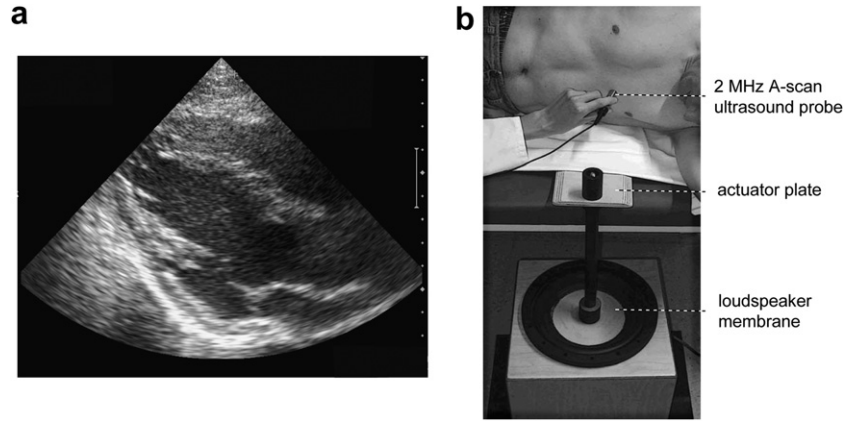 a
b
2 MHz A-scan
ultrasound probe
actuator plate
loudspeaker
membrane